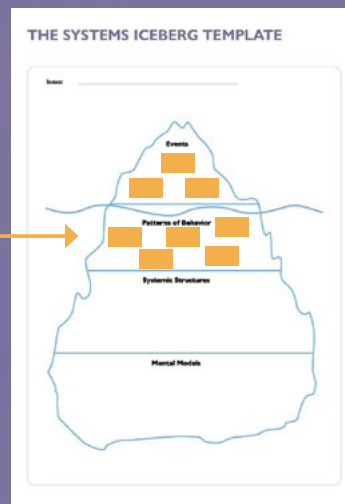 THE SYSTEMS ICEBERG TEMPLATE
Issue:
Events
Patterns of Behavior
Systemic Structures
Mental Models